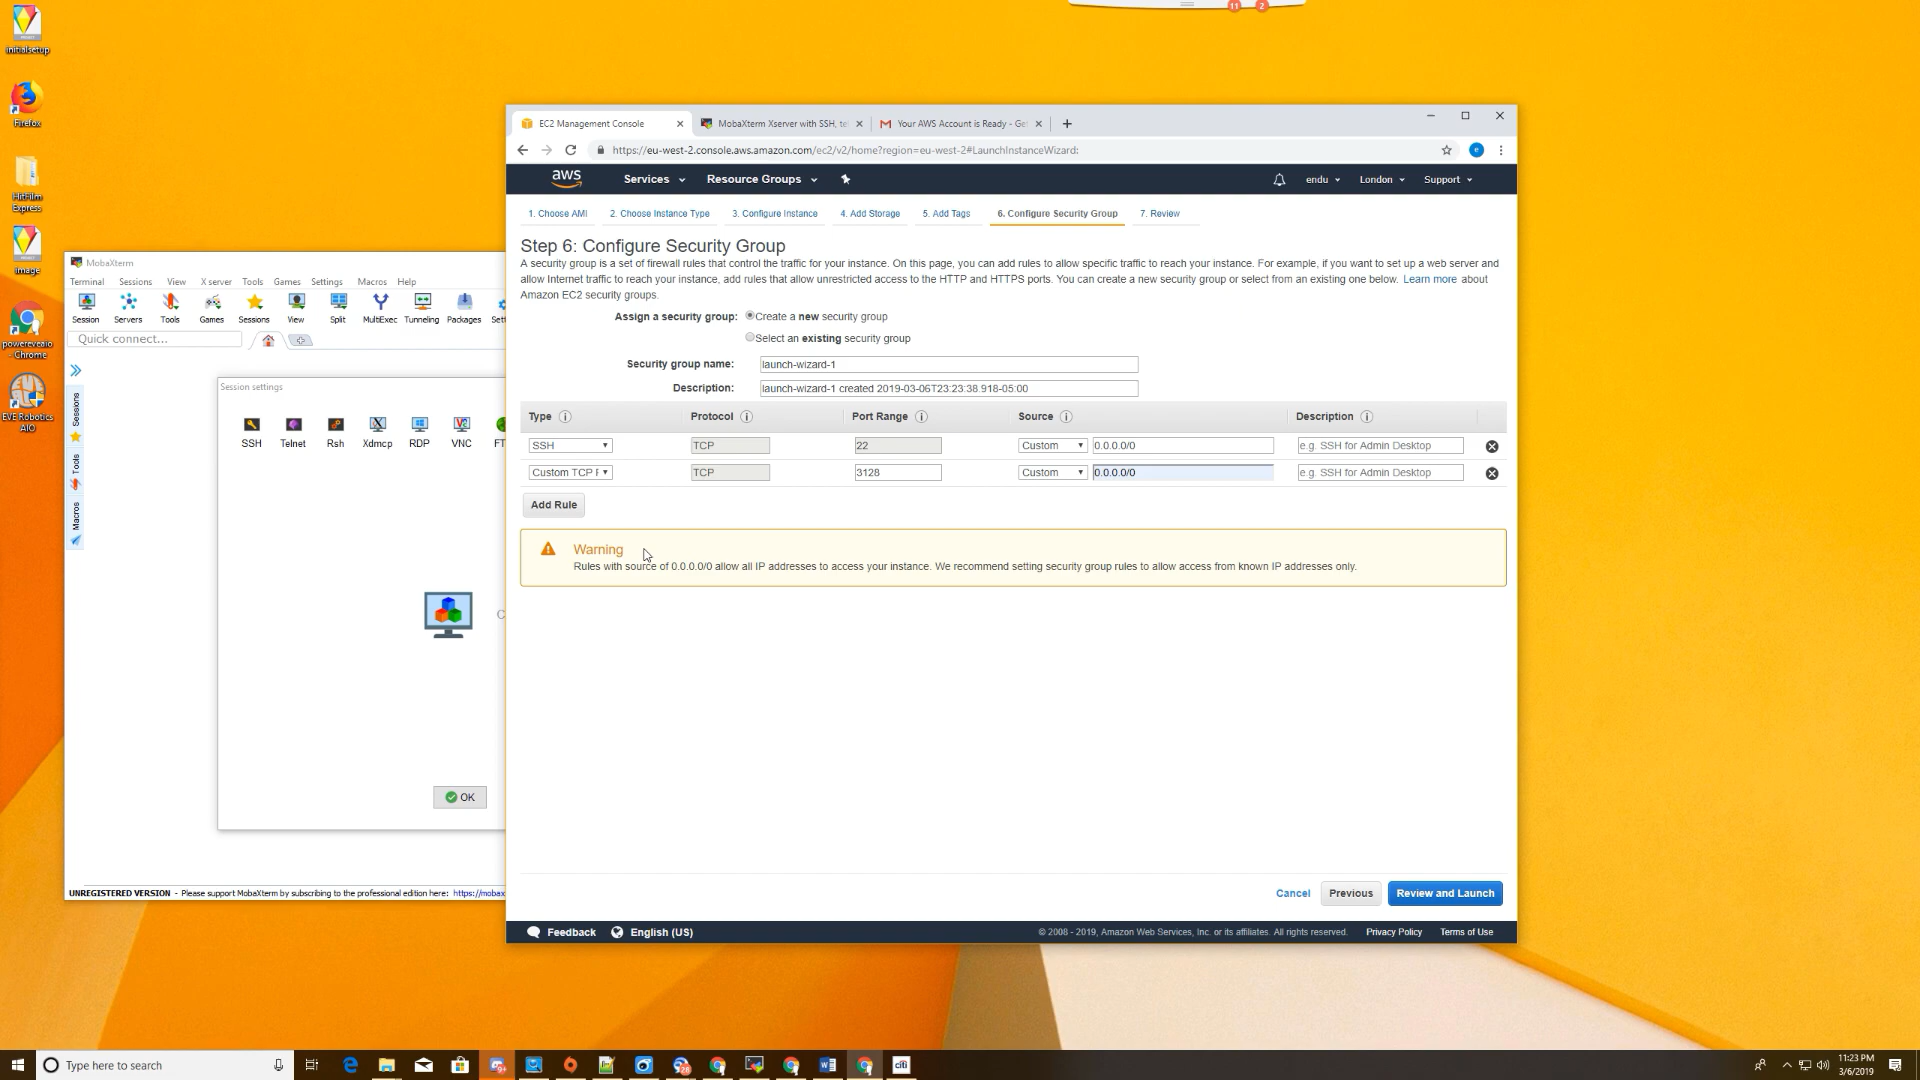 initialsetup
Firefox
HitFilm
Express
image
powereveaio
- Chrome
EVE Robotics
AIO
11
2
MobaXterm
Terminal Sessions View X server Tools Games Settings Macros Help
Session Servers Tools Games Sessions View Split MultiExec Tunneling Packages
Quick connect...
Sessions
Tools
Macros
Session settings
SSH Telnet Rsh Xdmcp RDP VNC
OK
UNREGISTERED VERSION - Please support MobaXterm by subscribing to the professional edition here: https://mobax
EC2 Management Console
MobaXterm Xserver with SSH, te
Your AWS Account is Ready - Ge
https://eu-west-2.console.aws.amazon.com/ec2/v2/home?region=eu-west-2#LaunchInstanceWizard:
e
aws Services Resource Groups endu London Support
1. Choose AMI 2. Choose Instance Type 3. Configure Instance 4. Add Storage 5. Add Tags 6. Configure Security Group 7. Review
Step 6: Configure Security Group
A security group is a set of firewall rules that control the traffic for your instance. On this page, you can add rules to allow specific traffic to reach your instance. For example, if you want to set up a web server and
allow Internet traffic to reach your instance, add rules that allow unrestricted access to the HTTP and HTTPS ports. You can create a new security group or select from an existing one below. Learn more about
Amazon EC2 security groups.
Assign a security group: Create a new security group
Select an existing security group
Security group name: launch-wizard-1
Description: launch-wizard-1 created 2019-03-06T23:23:38.918-05:00
Type Protocol Port Range Source Description
SSH TCP 22 Custom 0.0.0.0/0 e.g. SSH for Admin Desktop
Custom TCP TCP 3128 Custom 0.0.0.0/0 e.g. SSH for Admin Desktop
Add Rule
Warning
Rules with source of 0.0.0.0/0 allow all IP addresses to access your instance. We recommend setting security group rules to allow access from known IP addresses only.
Cancel Previous Review and Launch
Feedback English (US) © 2008 - 2019, Amazon Web Services, Inc. or its affiliates. All rights reserved. Privacy Policy Terms of Use
Type here to search
citi
11:23 PM
3/6/2019